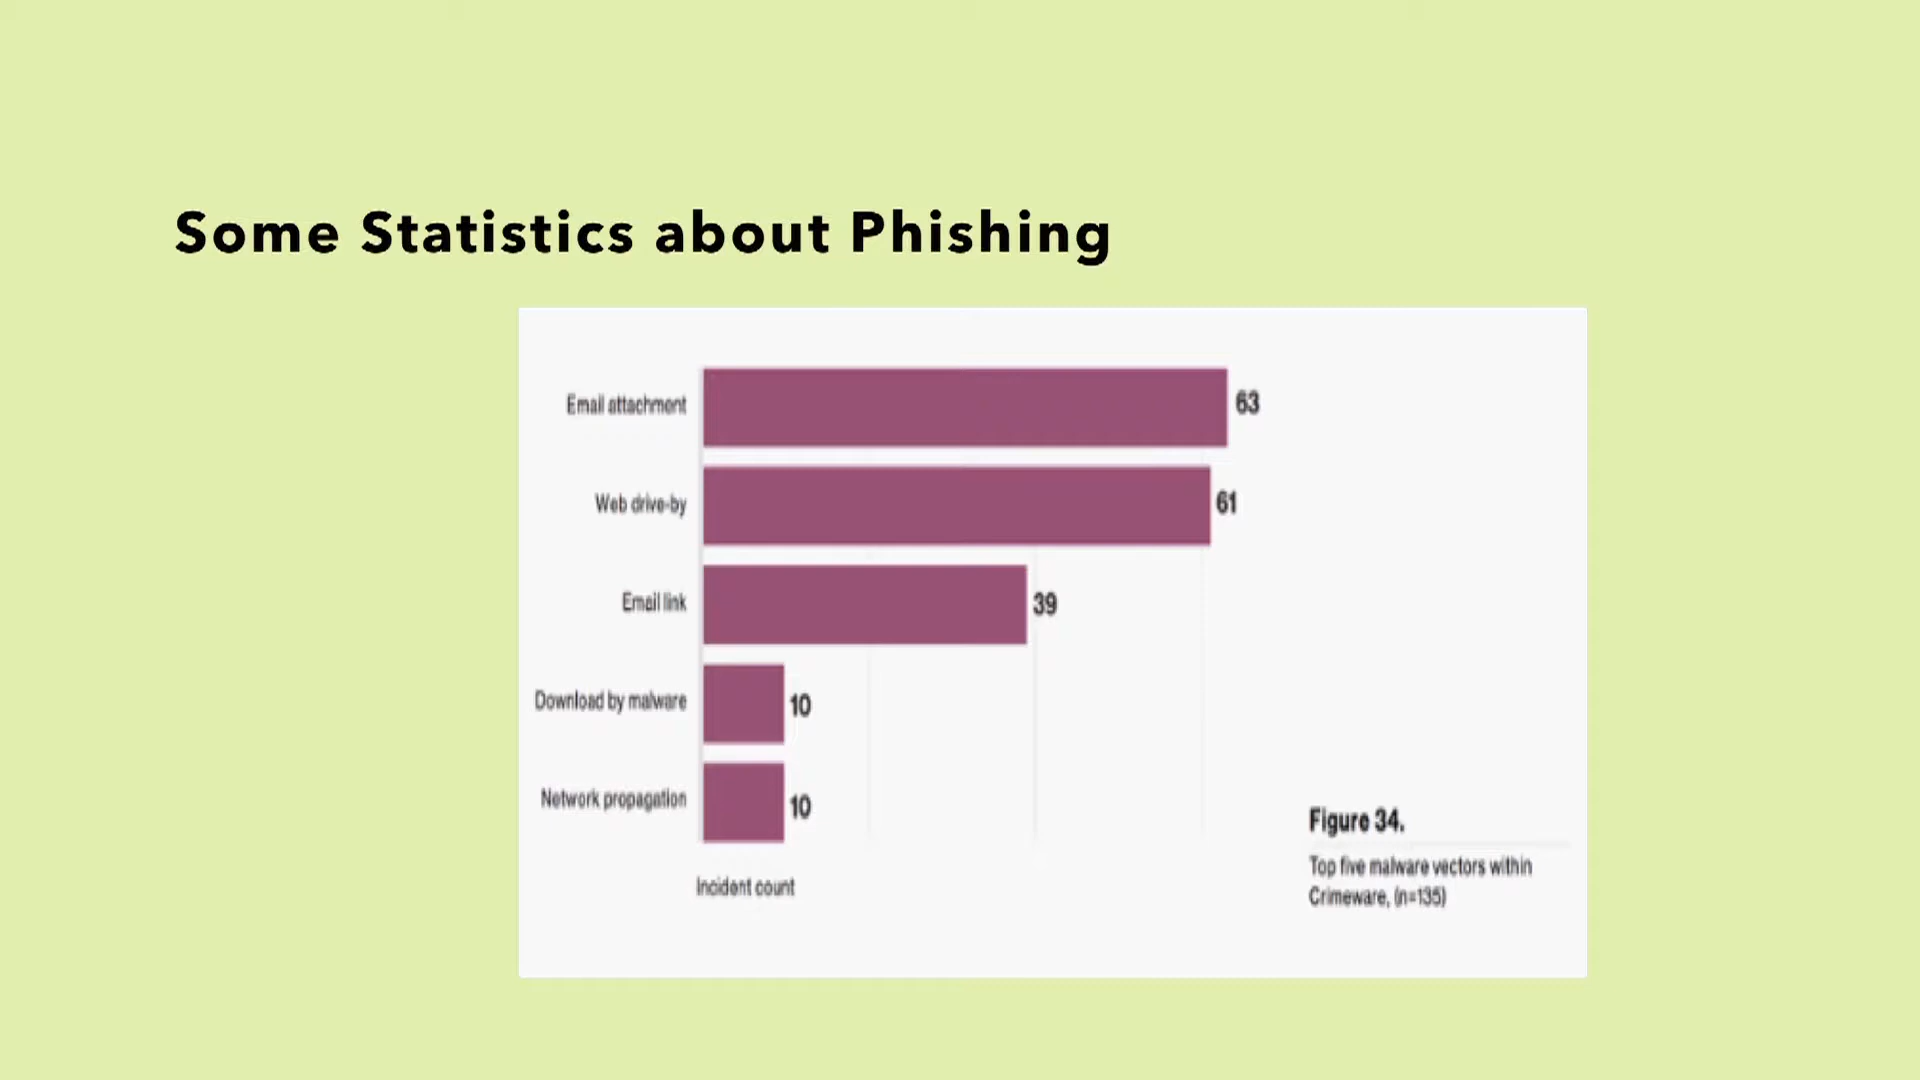 Some Statistics about Phishing
Email attachment 63
Web drive-by 61
Email link 39
Download by malware 10
Network propagation 10
Incident count
Figure 34.
Top five malware vectors within
Crimeware, (n=135)